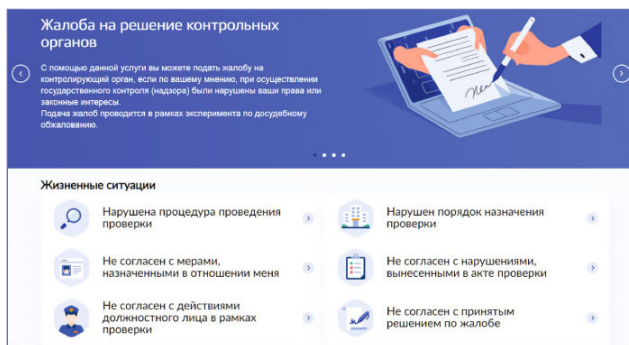 Жалоба на решение контрольных
органов
С помощью данной услуги вы можете подать жалобу на
контролирующий орган, если по вашему мнению, при осуществлении
государственного контроля (надзора) были нарушены ваши права или
законные интересы.
Подача жалоб проводится в рамках эксперимента по досудебному
обжалованию.
Жизненные ситуации
Нарушена процедура проведения
проверки
Нарушен порядок назначения
проверки
Не согласен с мерами,
назначенными в отношении меня
Не согласен с нарушениями,
вынесенными в акте проверки
Не согласен с действиями
должностного лица в рамках
проверки
Не согласен с принятым
решением по жалобе